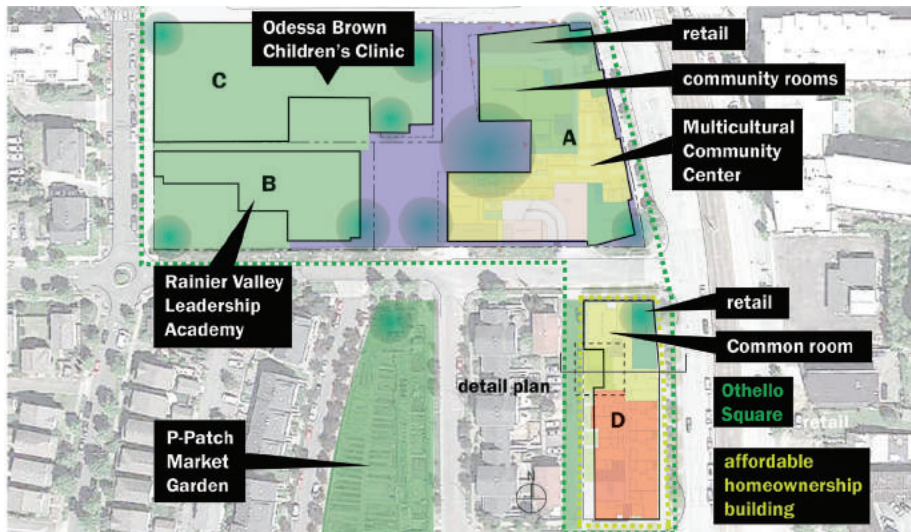 Odessa Brown
Children's Clinic
retail
community rooms
C
A
Multicultural
Community
Center
B
Rainier Valley
Leadership
Academy
retail
Common room
detail plan
Othello
Square
retail
D
P-Patch
Market
Garden
affordable
homeownership
building